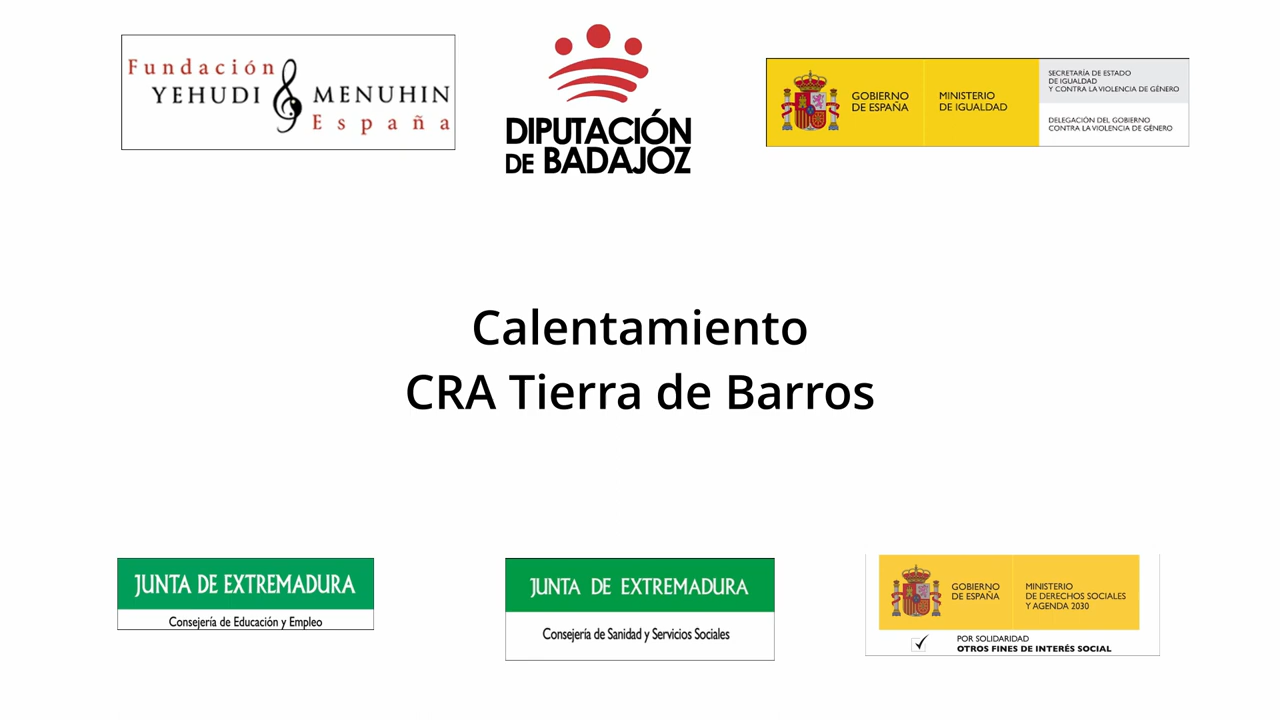 Fundación
YEHUDI MENUHIN
España
DIPUTACIÓN
DE BADAJOZ
GOBIERNO
DE ESPAÑA
MINISTERIO
DE IGUALDAD
SECRETARÍA DE ESTADO
DE IGUALDAD
Y CONTRA LA VIOLENCIA DE GÉNERO
DELEGACIÓN DEL GOBIERNO
CONTRA LA VIOLENCIA DE GÉNERO
Calentamiento
CRA Tierra de Barros
JUNTA DE EXTREMADURA
Consejería de Educación y Empleo
JUNTA DE EXTREMADURA
Consejería de Sanidad y Servicios Sociales
GOBIERNO
DE ESPAÑA
MINISTERIO
DE DERECHOS SOCIALES
Y AGENDA 2030
POR SOLIDARIDAD
OTROS FINES DE INTERÉS SOCIAL